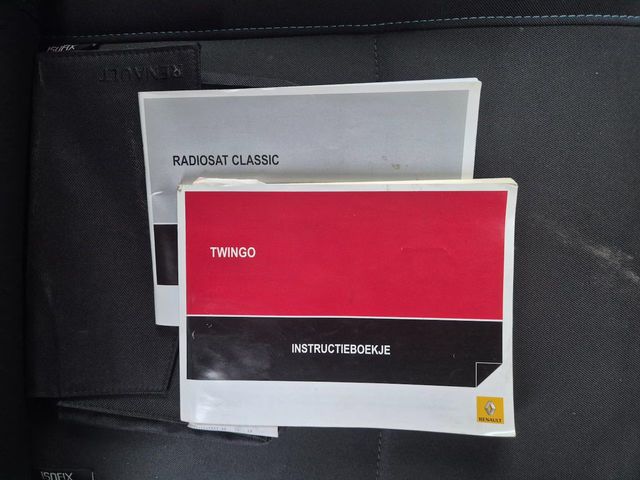 ISOFIX
RENAULT
RADIOSAT CLASSIC
TWINGO
INSTRUCTIEBOEKJE
RENAULT
ISOFIX